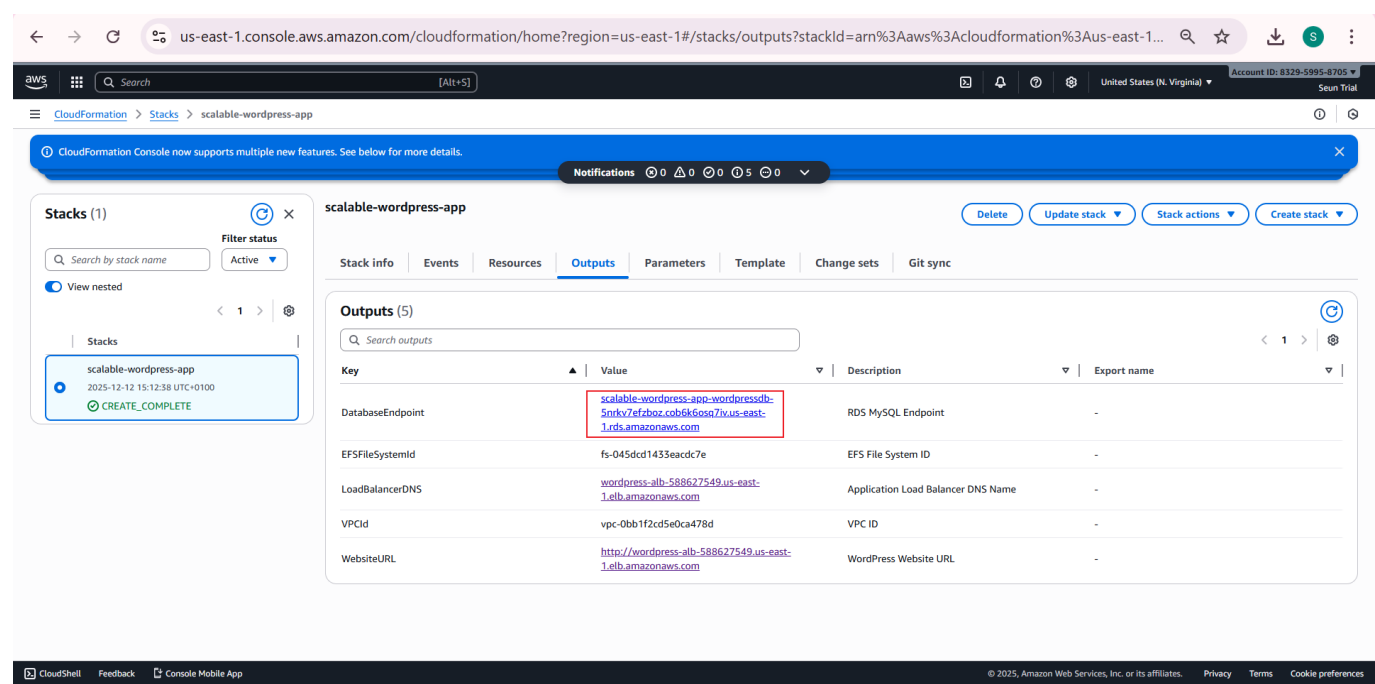 us-east-1.console.aws.amazon.com/cloudformation/home?region=us-east-1#/stacks/outputs?stackId=arn%3Aaws%3Acloudformation%3Aus-east-1...
S
aws
Search
[Alt+S]
United States (N. Virginia)
Account ID: 8329-5995-8705
Seun Trial
CloudFormation > Stacks > scalable-wordpress-app
CloudFormation Console now supports multiple new features. See below for more details.
Notifications 0 0 0 5 0
Stacks (1)
Filter status
Search by stack name
Active
View nested
1
Stacks
scalable-wordpress-app
2025-12-12 15:12:38 UTC+0100
CREATE_COMPLETE
scalable-wordpress-app
Delete
Update stack
Stack actions
Create stack
Stack info
Events
Resources
Outputs
Parameters
Template
Change sets
Git sync
Outputs (5)
Search outputs
1
Key Value Description Export name
DatabaseEndpoint
scalable-wordpress-app-wordpressdb-
5nrkv7efzboz.cob6k6osq7iv.us-east-
1.rds.amazonaws.com
RDS MySQL Endpoint
-
EFSFileSystemId
fs-045dcd1433eacdc7e
EFS File System ID
-
LoadBalancerDNS
wordpress-alb-588627549.us-east-
1.elb.amazonaws.com
Application Load Balancer DNS Name
-
VPCId
vpc-0bb1f2cd5e0ca478d
VPC ID
-
WebsiteURL
http://wordpress-alb-588627549.us-east-
1.elb.amazonaws.com
WordPress Website URL
-
CloudShell
Feedback
Console Mobile App
© 2025, Amazon Web Services, Inc. or its affiliates.
Privacy
Terms
Cookie preferences